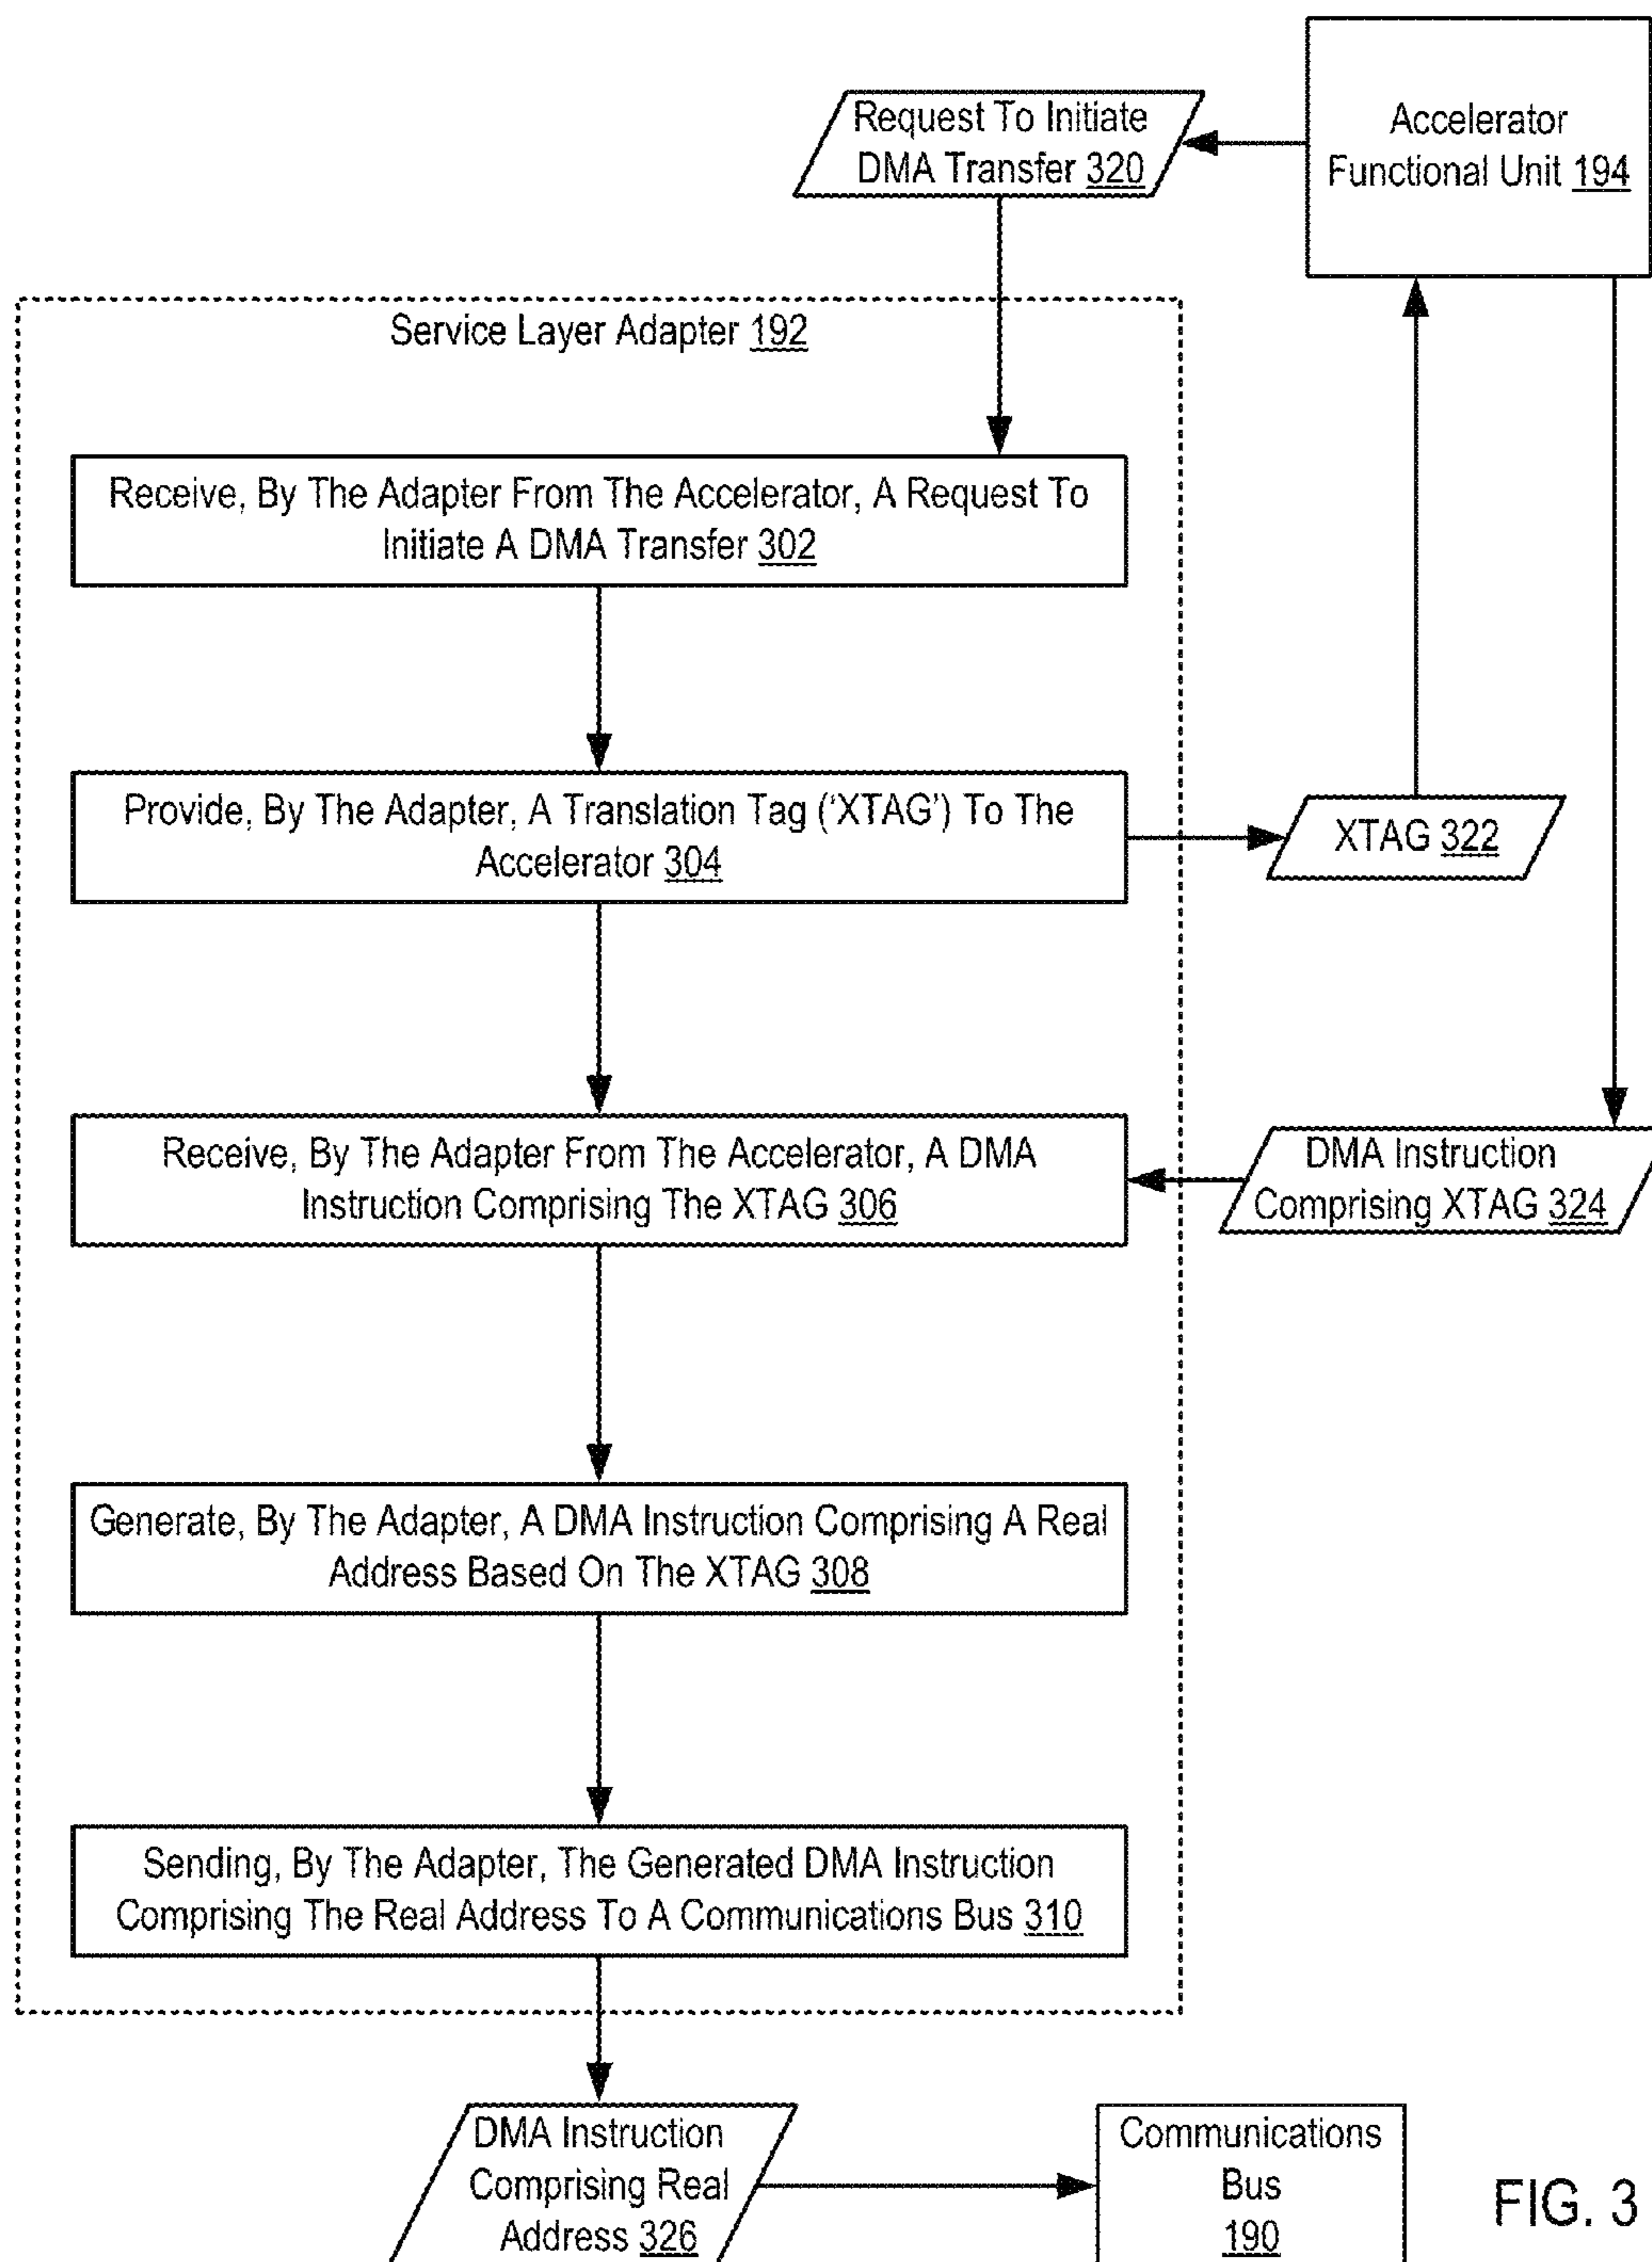 Request To Initiate
DMA Transfer 320
Accelerator
Functional Unit 194
Service Layer Adapter 192
Receive, By The Adapter From The Accelerator, A Request To
Initiate A DMA Transfer 302
Provide, By The Adapter, A Translation Tag ('XTAG') To The
Accelerator 304
XTAG 322
Receive, By The Adapter From The Accelerator, A DMA
Instruction Comprising The XTAG 306
DMA Instruction
Comprising XTAG 324
Generate, By The Adapter, A DMA Instruction Comprising A Real
Address Based On The XTAG 308
Sending, By The Adapter, The Generated DMA Instruction
Comprising The Real Address To A Communications Bus 310
DMA Instruction
Comprising Real
Address 326
Communications
Bus
190
FIG. 3